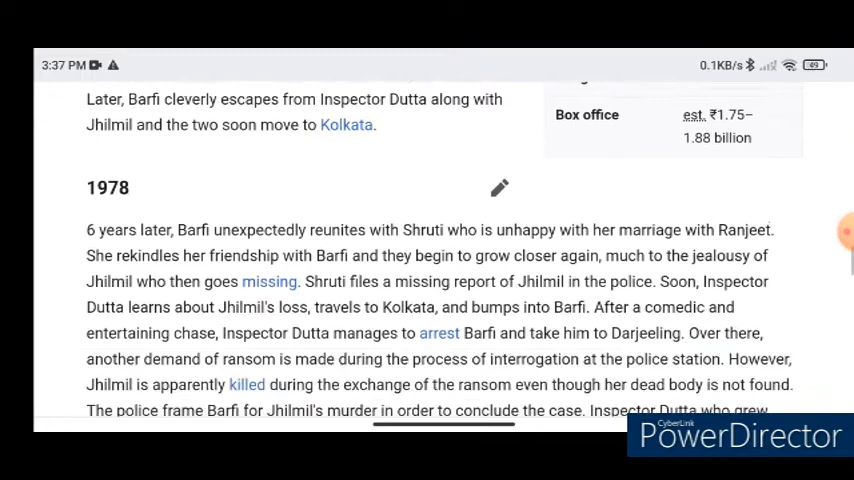 3:37 PM
0.1KB/s
49
Later, Barfi cleverly escapes from Inspector Dutta along with
Jhilmil and the two soon move to Kolkata.
Box office
est. ₹1.75–
1.88 billion
1978
6 years later, Barfi unexpectedly reunites with Shruti who is unhappy with her marriage with Ranjeet.
She rekindles her friendship with Barfi and they begin to grow closer again, much to the jealousy of
Jhilmil who then goes missing. Shruti files a missing report of Jhilmil in the police. Soon, Inspector
Dutta learns about Jhilmil's loss, travels to Kolkata, and bumps into Barfi. After a comedic and
entertaining chase, Inspector Dutta manages to arrest Barfi and take him to Darjeeling. Over there,
another demand of ransom is made during the process of interrogation at the police station. However,
Jhilmil is apparently killed during the exchange of the ransom even though her dead body is not found.
The police frame Barfi for Jhilmil's murder in order to conclude the case. Inspector Dutta who grew
CyberLink
PowerDirector